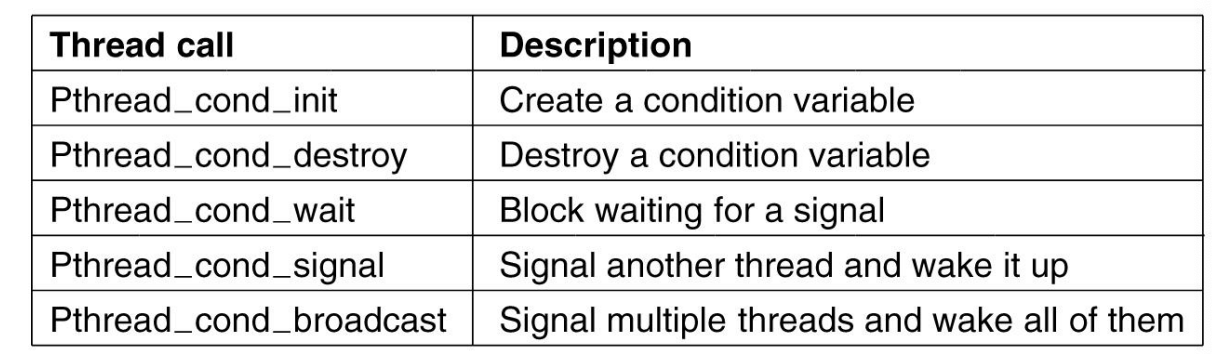 Thread call Description
Pthread_cond_init Create a condition variable
Pthread_cond_destroy Destroy a condition variable
Pthread_cond_wait Block waiting for a signal
Pthread_cond_signal Signal another thread and wake it up
Pthread_cond_broadcast Signal multiple threads and wake all of them